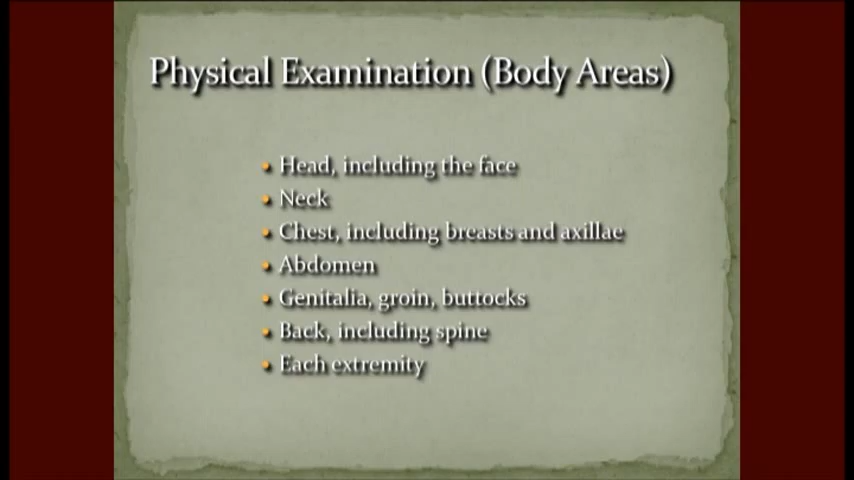 Physical Examination (Body Areas)
• Head, including the face
• Neck
• Chest, including breasts and axillae
• Abdomen
• Genitalia, groin, buttocks
• Back, including spine
• Each extremity